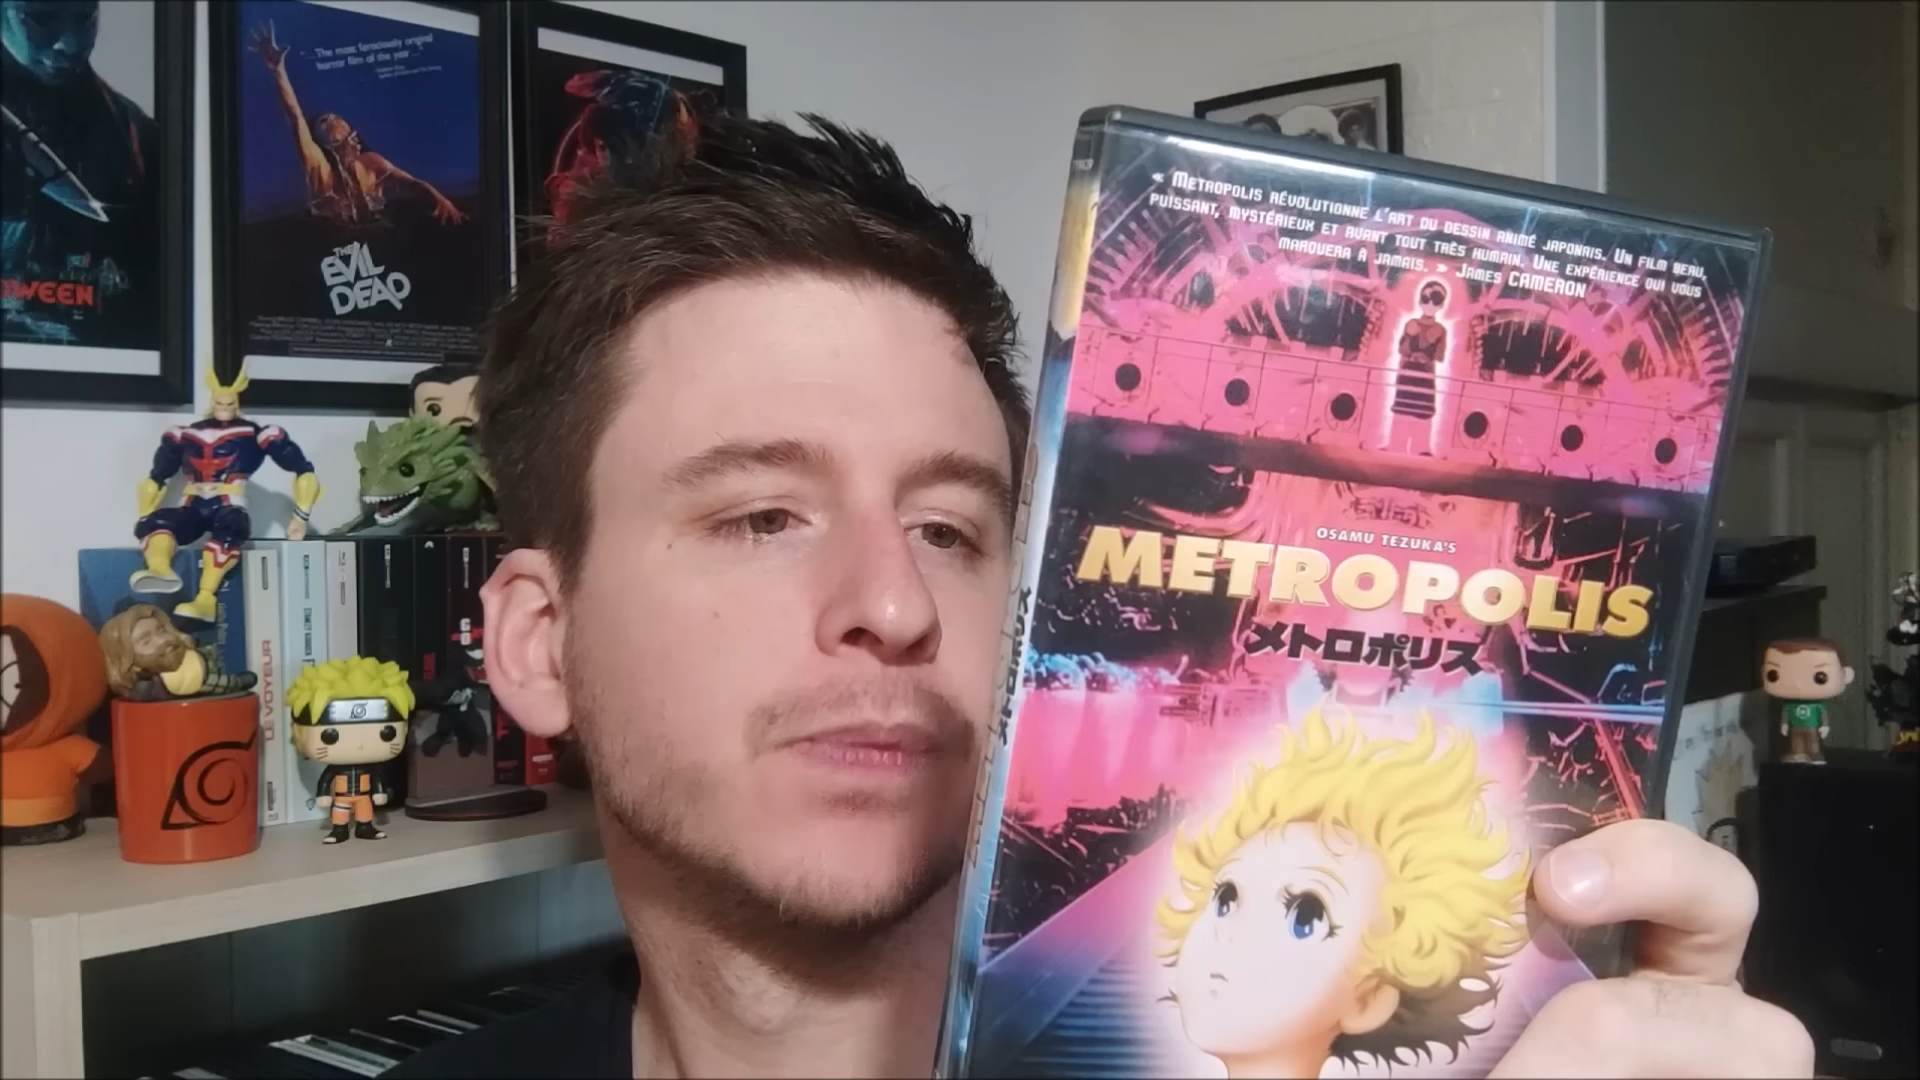 The most ferociously original
horror film of the year
THE
EVIL
DEAD
WEEN
« METROPOLIS RÉVOLUTIONNE L'ART DU DESSIN ANIMÉ JAPONAIS. UN FILM BEAU,
PUISSANT, MYSTÉRIEUX ET AVANT TOUT TRÈS HUMAIN. UNE EXPÉRIENCE QUI VOUS
MARQUERA À JAMAIS. » JAMES CAMERON
OSAMU TEZUKA'S
METROPOLIS
メトロポリス
LE VOYEUR